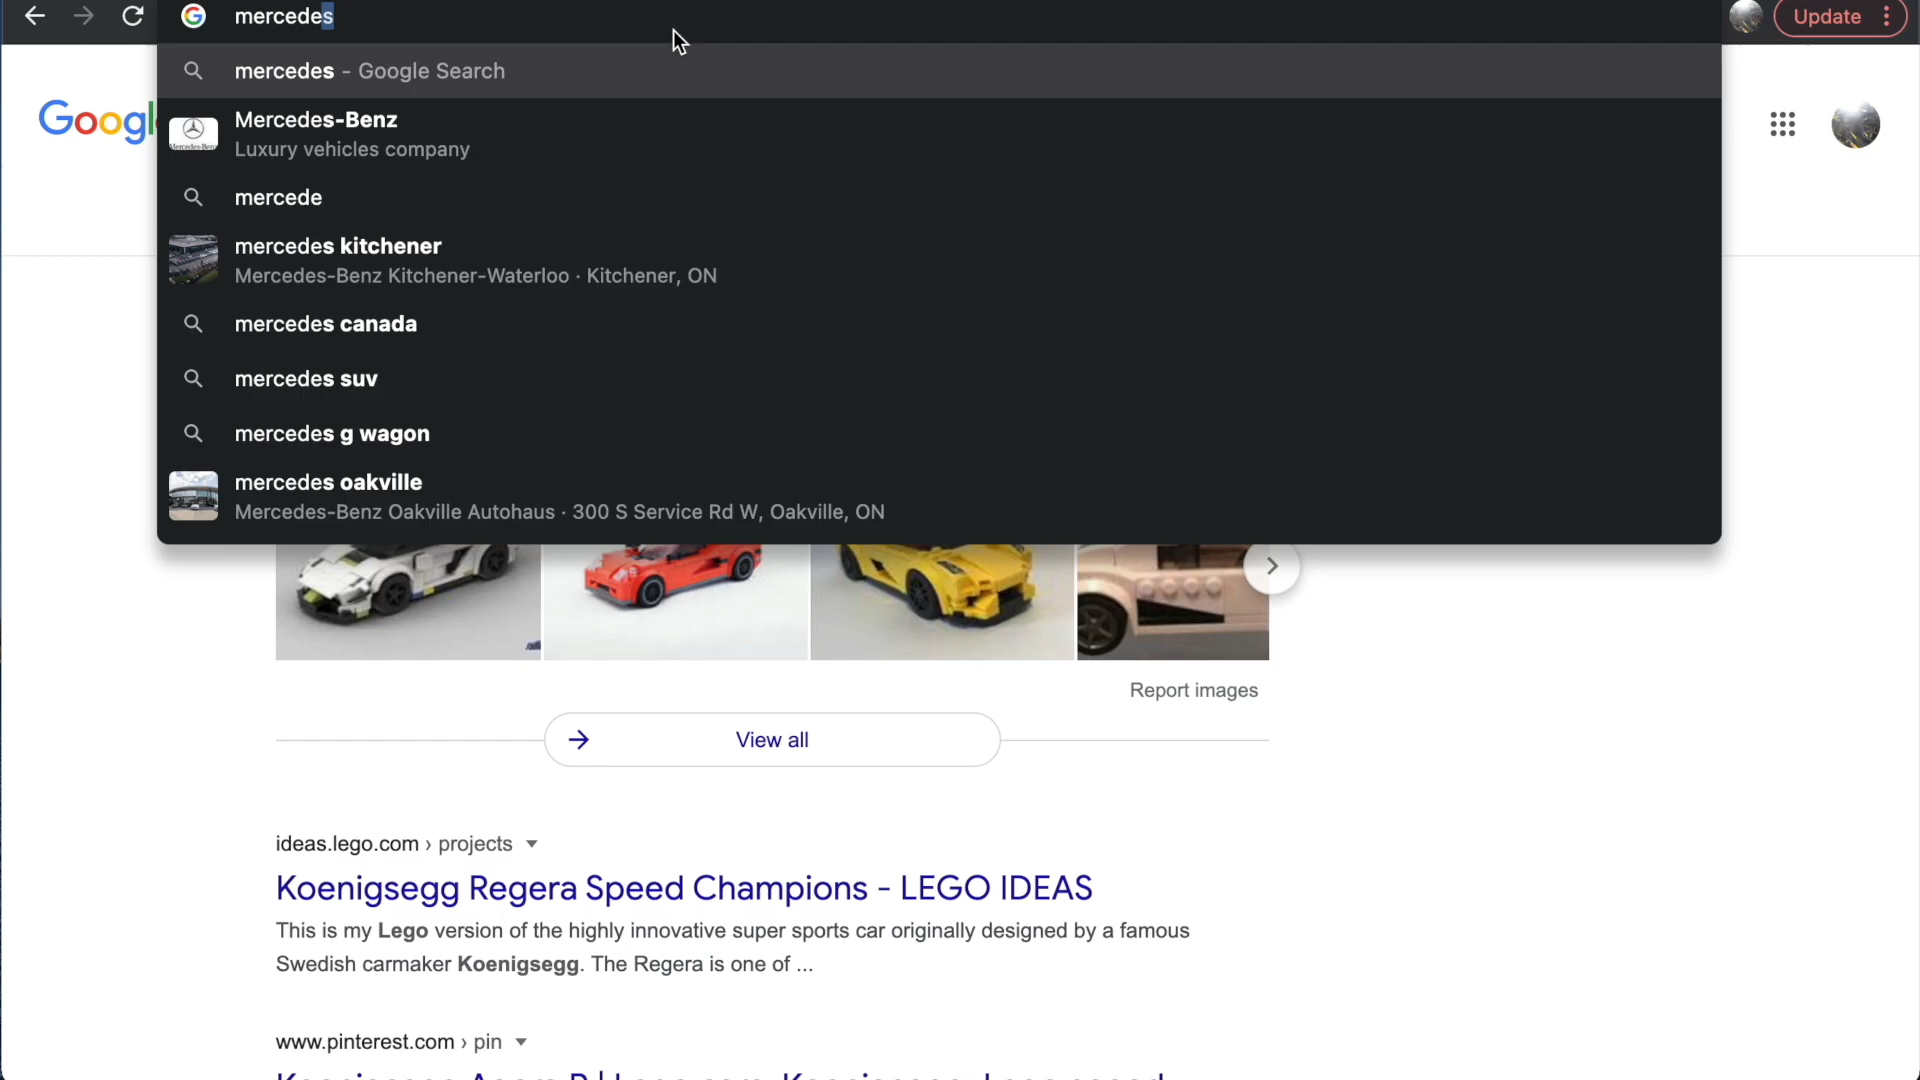 mercedes
Update
mercedes - Google Search
Mercedes-Benz
Luxury vehicles company
mercede
mercedes kitchener
Mercedes-Benz Kitchener-Waterloo · Kitchener, ON
mercedes canada
mercedes suv
mercedes g wagon
mercedes oakville
Mercedes-Benz Oakville Autohaus · 300 S Service Rd W, Oakville, ON
Report images
View all
ideas.lego.com › projects
Koenigsegg Regera Speed Champions - LEGO IDEAS
This is my Lego version of the highly innovative super sports car originally designed by a famous
Swedish carmaker Koenigsegg. The Regera is one of ...
www.pinterest.com › pin